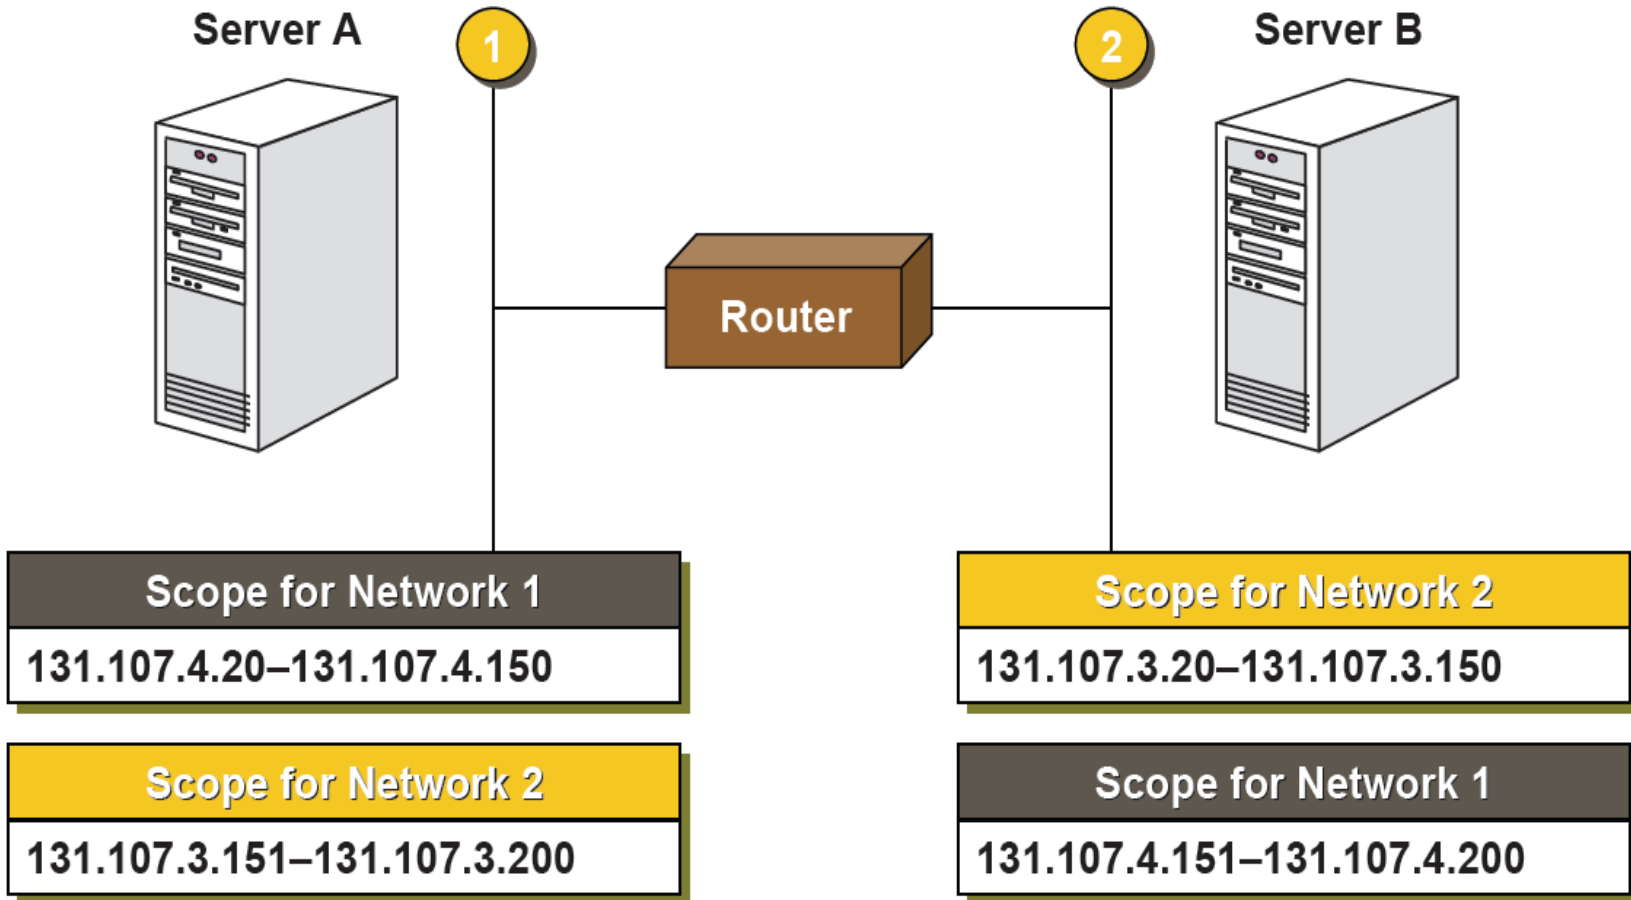 Server A
1
2
Server B
Router
Scope for Network 1
131.107.4.20–131.107.4.150
Scope for Network 2
131.107.3.151–131.107.3.200
Scope for Network 2
131.107.3.20–131.107.3.150
Scope for Network 1
131.107.4.151–131.107.4.200